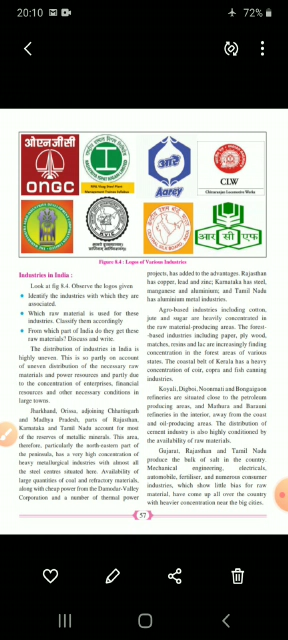 20:10
72%
ओएनजीसी
ONGC
आरे
Aarey
CLW
Chittaranjan Locomotive Works
आर सी एफ
Figure 8.4 : Logos of Various Industries
Industries in India :
Look at fig 8.4. Observe the logos given
Identify the industries with which they are
associated.
Which raw material is used for these
industries. Classify them accordingly
From which part of India do they get these
raw materials? Discuss and write.
The distribution of industries in India is
highly uneven. This is so partly on account
of uneven distribution of the necessary raw
materials and power resources and partly due
to the concentration of enterprises, financial
resources and other necessary conditions in
large towns.
Jharkhand, Orissa, adjoining Chhattisgarh
and Madhya Pradesh, parts of Rajasthan,
Karnataka and Tamil Nadu account for most
of the reserves of metallic minerals. This area,
therefore, particularly the north-eastern part of
the peninsula, has a very high concentration of
heavy metallurgical industries with almost all
the steel centres situated here. Availability of
large quantities of coal and refractory materials,
along with cheap power from the Damodar-Valley
Corporation and a number of thermal power
projects, has added to the advantages. Rajasthan
has copper, lead and zinc; Karnataka has steel,
manganese and aluminium; and Tamil Nadu
has aluminium metal industries.
Agro-based industries including cotton,
jute and sugar are heavily concentrated in
the raw material-producing areas. The forest-
-based industries including paper, ply wood,
matches, resins and lac are increasingly finding
concentration in the forest areas of various
states. The coastal belt of Kerala has a heavy
concentration of coir, copra and fish canning
industries.
Koyali, Digboi, Noonmati and Bongaigaon
refineries are situated close to the petroleum
producing areas, and Mathura and Barauni
refineries in the interior, away from the coast
and oil-producing areas. The distribution of
cement industry is also highly conditioned by
the availability of raw materials.
Gujarat, Rajasthan and Tamil Nadu
produce the bulk of salt in the country.
Mechanical engineering, electricals,
automobile, fertiliser, and numerous consumer
industries, which show little bias for raw
material, have come up all over the country
with heavier concentration near the big cities.
57